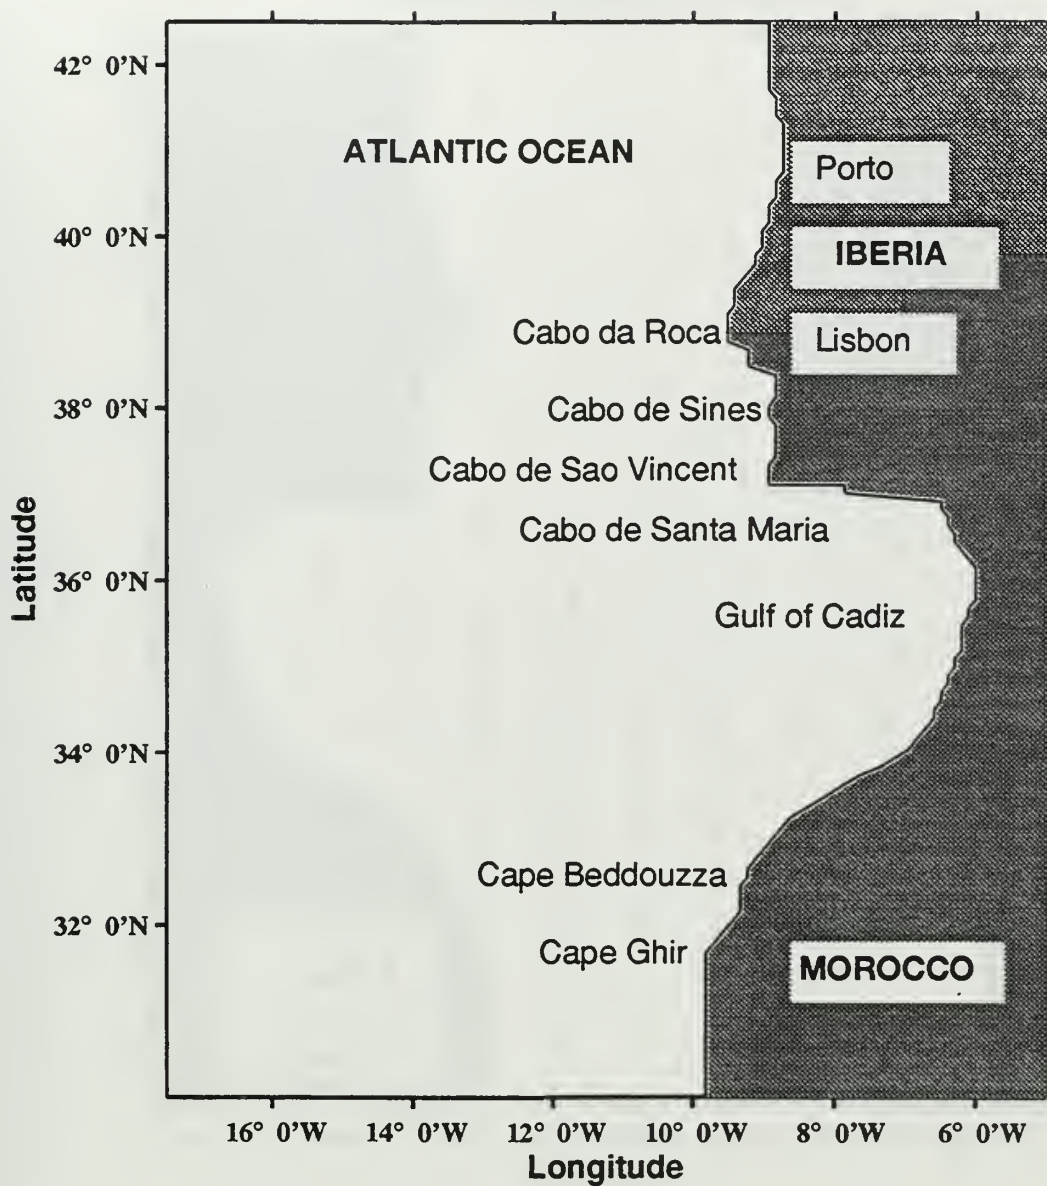 42° 0'N
ATLANTIC OCEAN
Porto
40° 0'N
IBERIA
Cabo da Roca
Lisbon
38° 0'N
Cabo de Sines
Cabo de Sao Vincent
Cabo de Santa Maria
Latitude
36° 0'N
Gulf of Cadiz
34° 0'N
Cape Beddouzza
32° 0'N
Cape Ghir
MOROCCO
16° 0'W 14° 0'W 12° 0'W 10° 0'W 8° 0'W 6° 0'W
Longitude